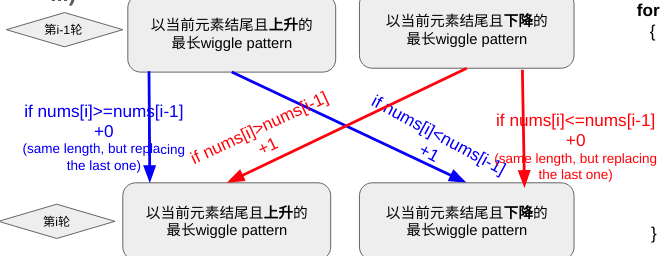 for
{
第i-1轮
以当前元素结尾且上升的
最长wiggle pattern
以当前元素结尾且下降的
最长wiggle pattern
if nums[i]>=nums[i-1]
+0
(same length, but replacing
the last one)
if nums[i]>nums[i-1]
+1
if nums[i]<nums[i-1]
+1
if nums[i]<=nums[i-1]
+0
(same length, but replacing
the last one)
第i轮
以当前元素结尾且上升的
最长wiggle pattern
以当前元素结尾且下降的
最长wiggle pattern
}